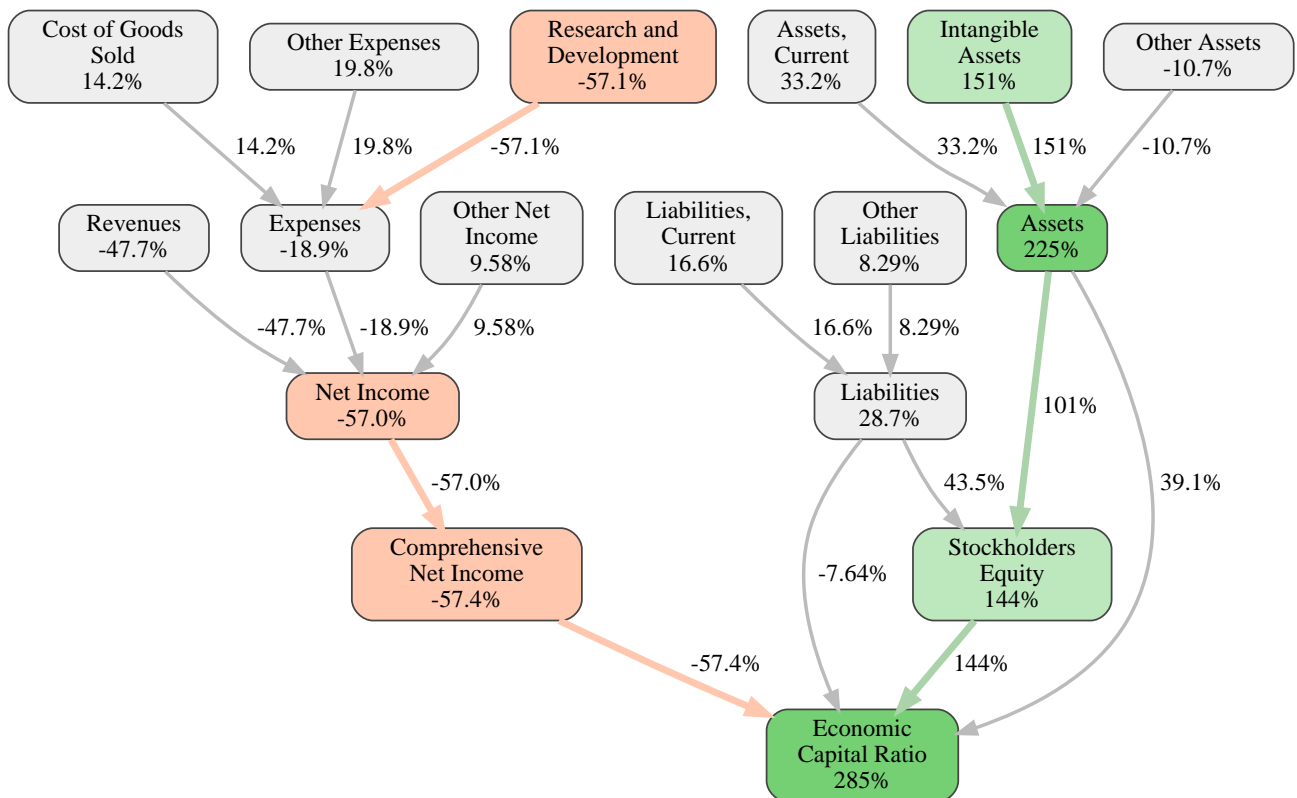 Cost of Goods
Sold
14.2%
Other Expenses
19.8%
Research and
Development
-57.1%
Assets,
Current
33.2%
Intangible
Assets
151%
Other Assets
-10.7%
14.2%
19.8%
-57.1%
33.2%
151%
-10.7%
Revenues
-47.7%
Expenses
-18.9%
Other Net
Income
9.58%
Liabilities,
Current
16.6%
Other
Liabilities
8.29%
Assets
225%
-47.7%
-18.9%
9.58%
16.6%
8.29%
Net Income
-57.0%
Liabilities
28.7%
101%
-57.0%
43.5%
39.1%
Comprehensive
Net Income
-57.4%
-7.64%
Stockholders
Equity
144%
-57.4%
144%
Economic
Capital Ratio
285%